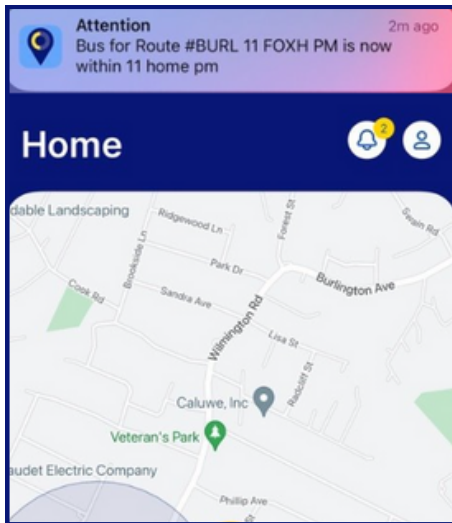 Attention
2m ago
Bus for Route #BURL 11 FOXH PM is now
within 11 home pm
Home
2
dable Landscaping
Ridgewood Ln
Forest St
Swain Rd
Brookside Ln
Park Dr
Burlington Ave
Cook Rd
Sandra Ave
Wilmington Rd
Lisa St
Radcliff St
Caluwe, Inc
Veteran's Park
audet Electric Company
Phillip Ave